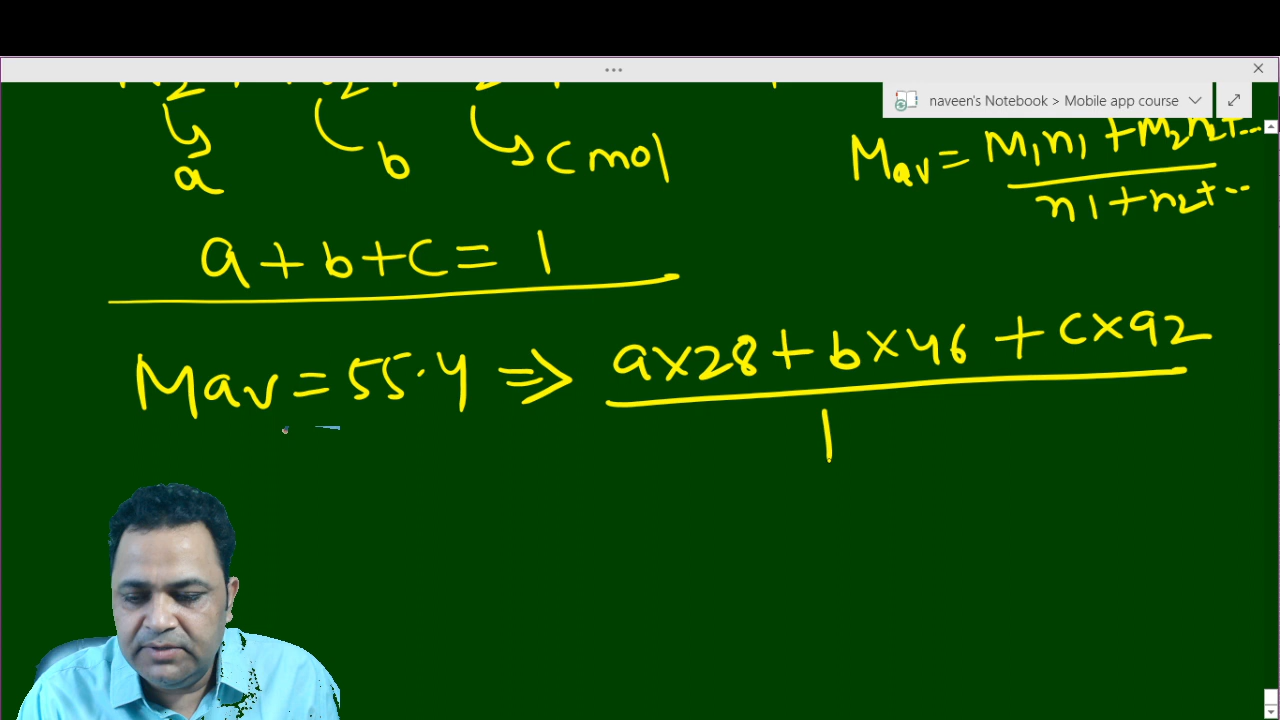 naveen's Notebook > Mobile app course
a b c mol
Mav = M1n1 + M2n2+...
n1+n2+...
a + b + c = 1
Mav = 55.4 => a×28 + b×46 + c×92
1